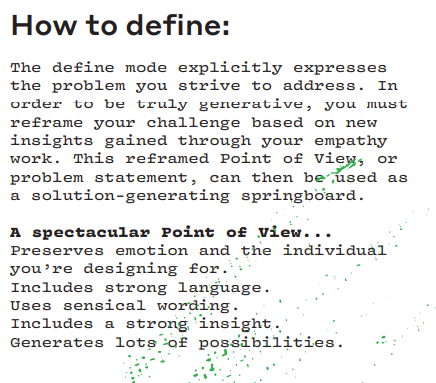 How to define:
The define mode explicitly expresses
the problem you strive to address. In
order to be truly generative, you must
reframe your challenge based on new
insights gained through your empathy
work. This reframed Point of View, or
problem statement, can then be used as
a solution-generating springboard.
A spectacular Point of View...
Preserves emotion and the individual
you’re designing for.
Includes strong language.
Uses sensical wording.
Includes a strong insight.
Generates lots of possibilities.